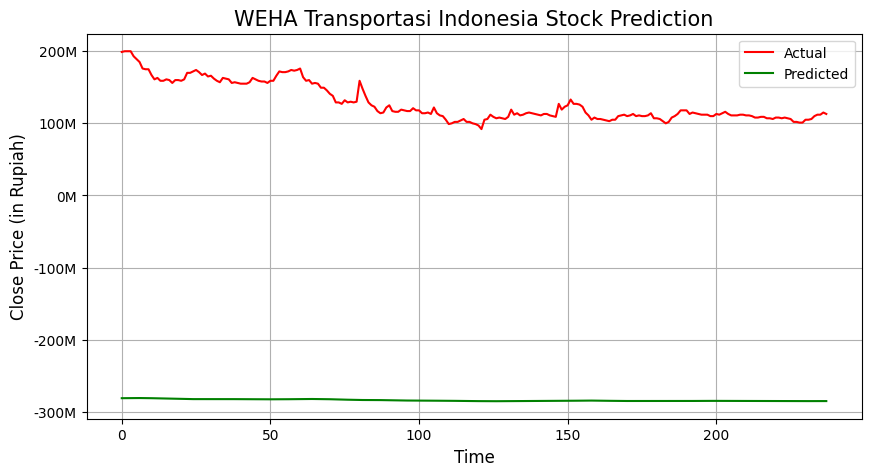 WEHA Transportasi Indonesia Stock Prediction
Close Price (in Rupiah)
200M
100M
0M
-100M
-200M
-300M
Actual
Predicted
0
50
100
150
200
Time